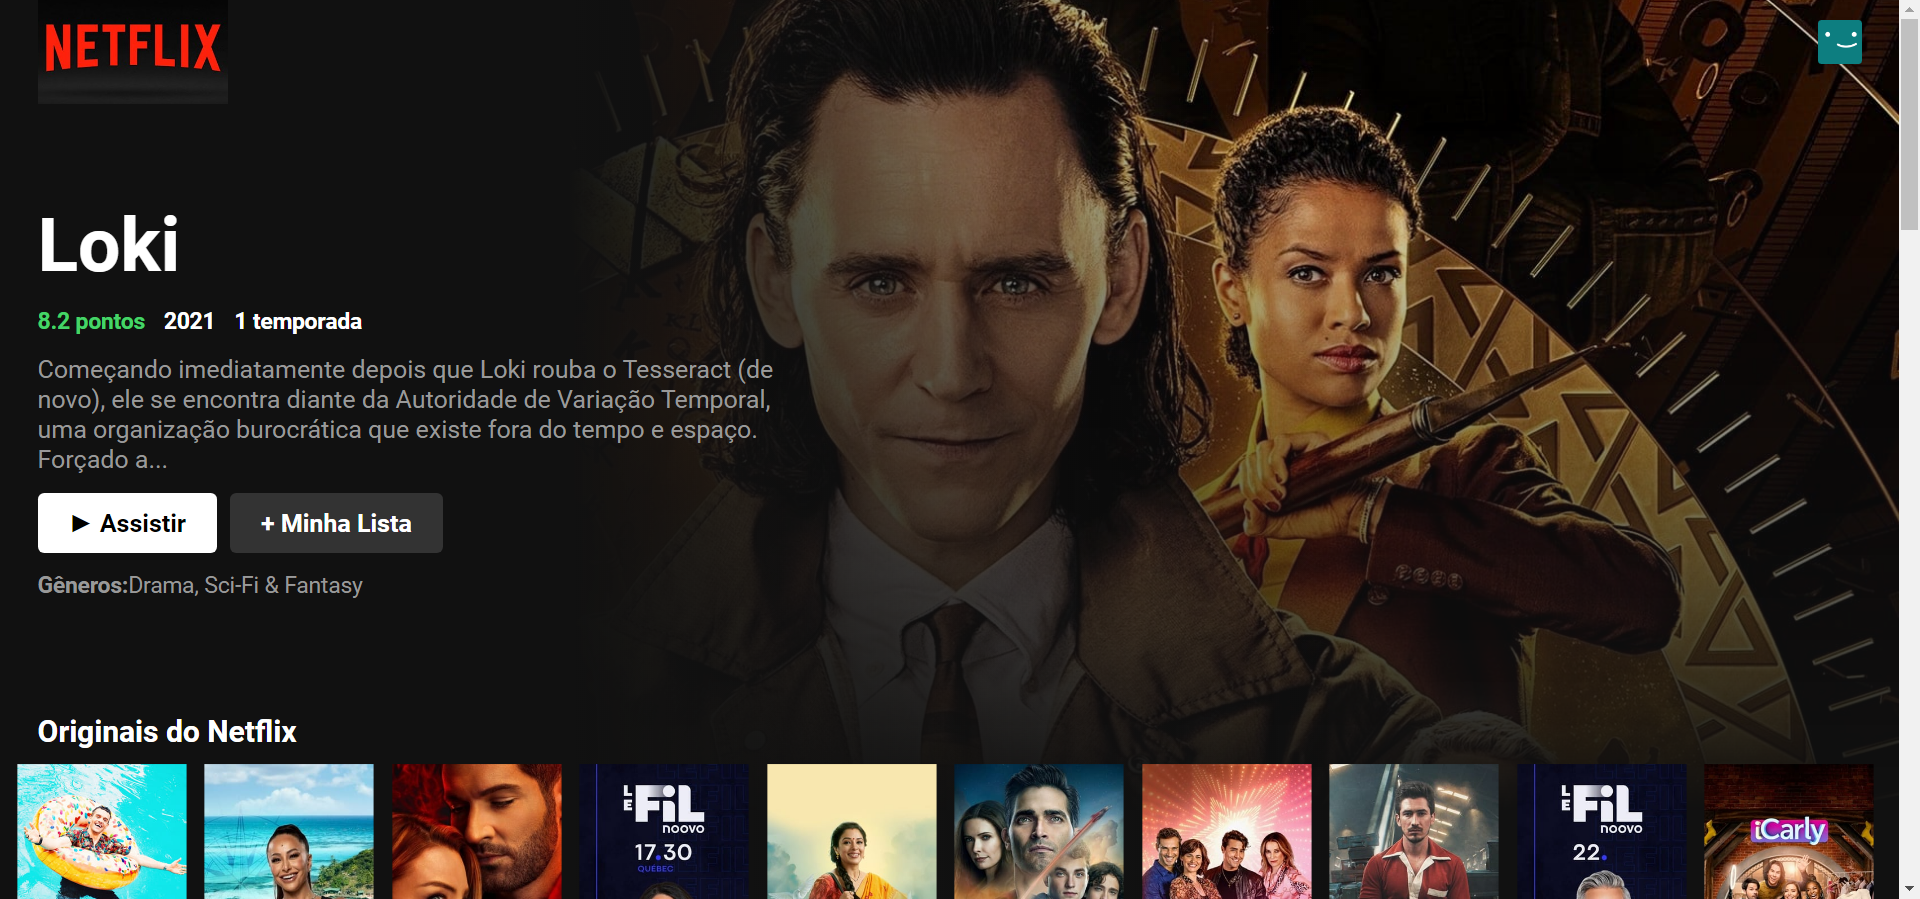 NETFLIX
Loki
8.2 pontos 2021 1 temporada
Começando imediatamente depois que Loki rouba o Tesseract (de
novo), ele se encontra diante da Autoridade de Variação Temporal,
uma organização burocrática que existe fora do tempo e espaço.
Forçado a...
► Assistir
+ Minha Lista
Gêneros:Drama, Sci-Fi & Fantasy
Originais do Netflix
LE FiL
noovo
17.30
QUÉBEC
LE FiL
noovo
22.
iCarly